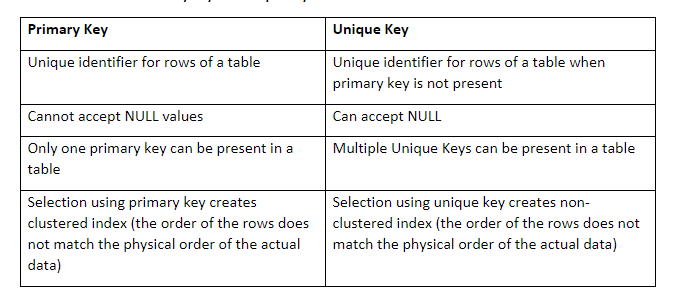 Primary Key
Unique Key
Unique identifier for rows of a table
Unique identifier for rows of a table when
primary key is not present
Cannot accept NULL values
Can accept NULL
Only one primary key can be present in a
table
Multiple Unique Keys can be present in a table
Selection using primary key creates
clustered index (the order of the rows does
not match the physical order of the actual
data)
Selection using unique key creates non-
clustered index (the order of the rows does not
match the physical order of the actual data)